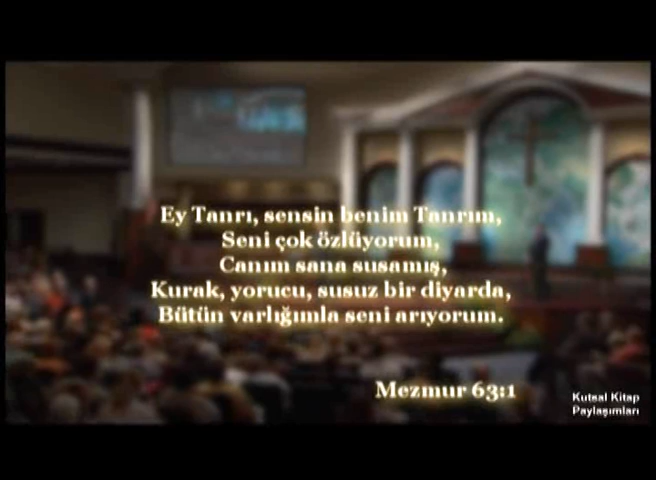 Ey Tanrı, sensin benim Tanrım,
Seni çok özlüyorum,
Canım sana susamış,
Kurak, yorucu, susuz bir diyarda,
Bütün varlığımla seni arıyorum.
Mezmur 63:1
Kutsal Kitap
Paylaşımları